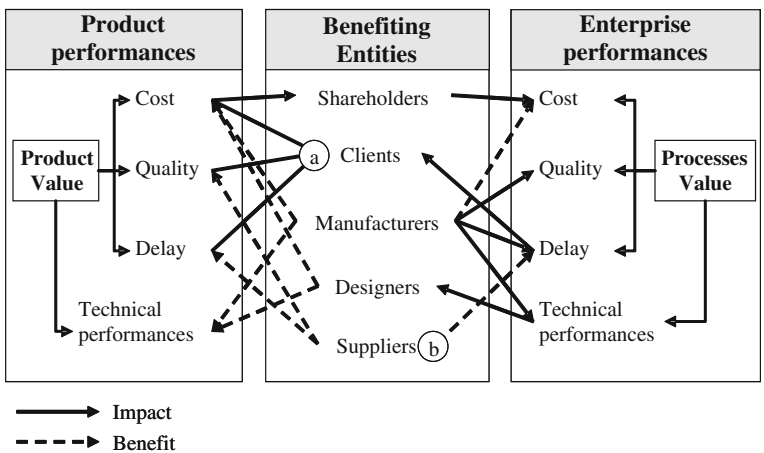 Product
performances
Benefiting
Entities
Enterprise
performances
Cost
Quality
Delay
Technical
performances
Product
Value
Shareholders
a
Clients
Manufacturers
Designers
Suppliers
b
Cost
Quality
Delay
Technical
performances
Processes
Value
Impact
Benefit